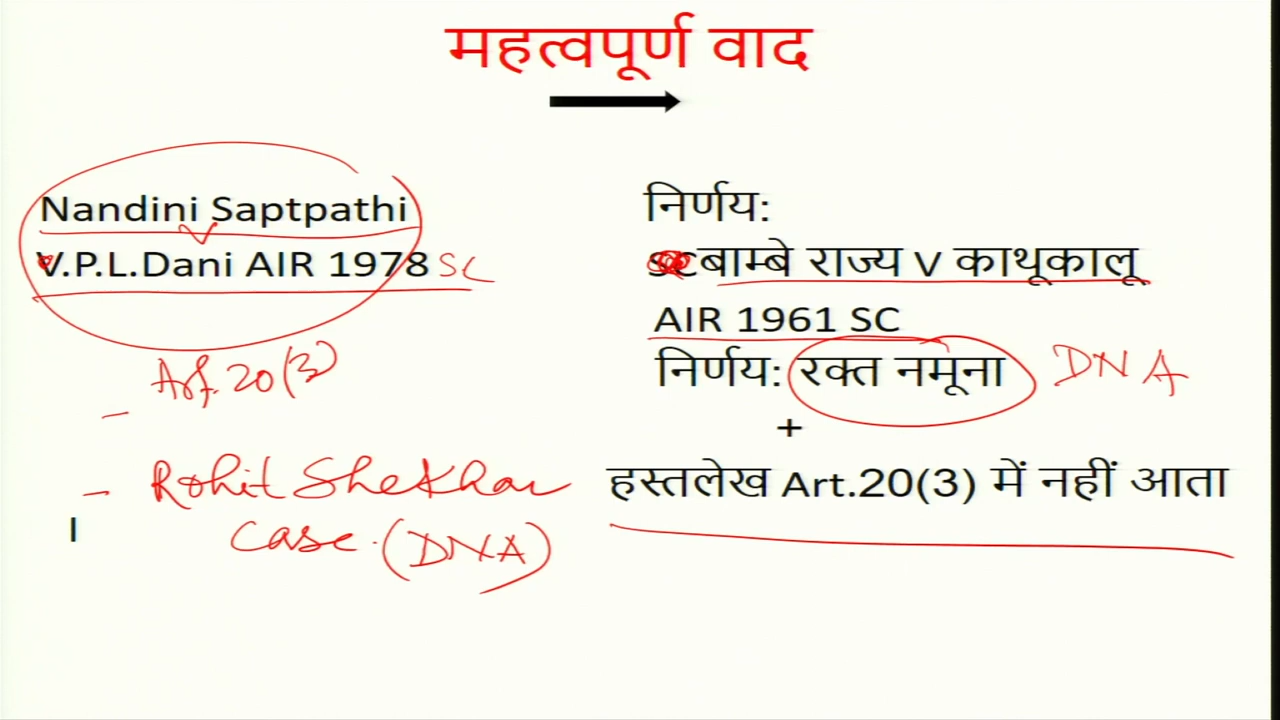 महत्वपूर्ण वाद
Nandini Saptpathi
V.P.L.Dani AIR 1978 SC
Art. 20(3)
- Rohit Shekhar
Case. (DNA)
निर्णय:
बाम्बे राज्य V काथूकालू
AIR 1961 SC
निर्णय: रक्त नमूना DNA
+
हस्तलेख Art.20(3) में नहीं आता